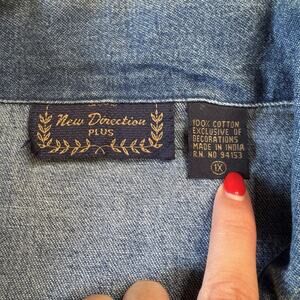 New Direction
PLUS
100% COTTON
EXCLUSIVE OF
DECORATIONS
MADE IN INDIA
R.N. NO 94153
1X